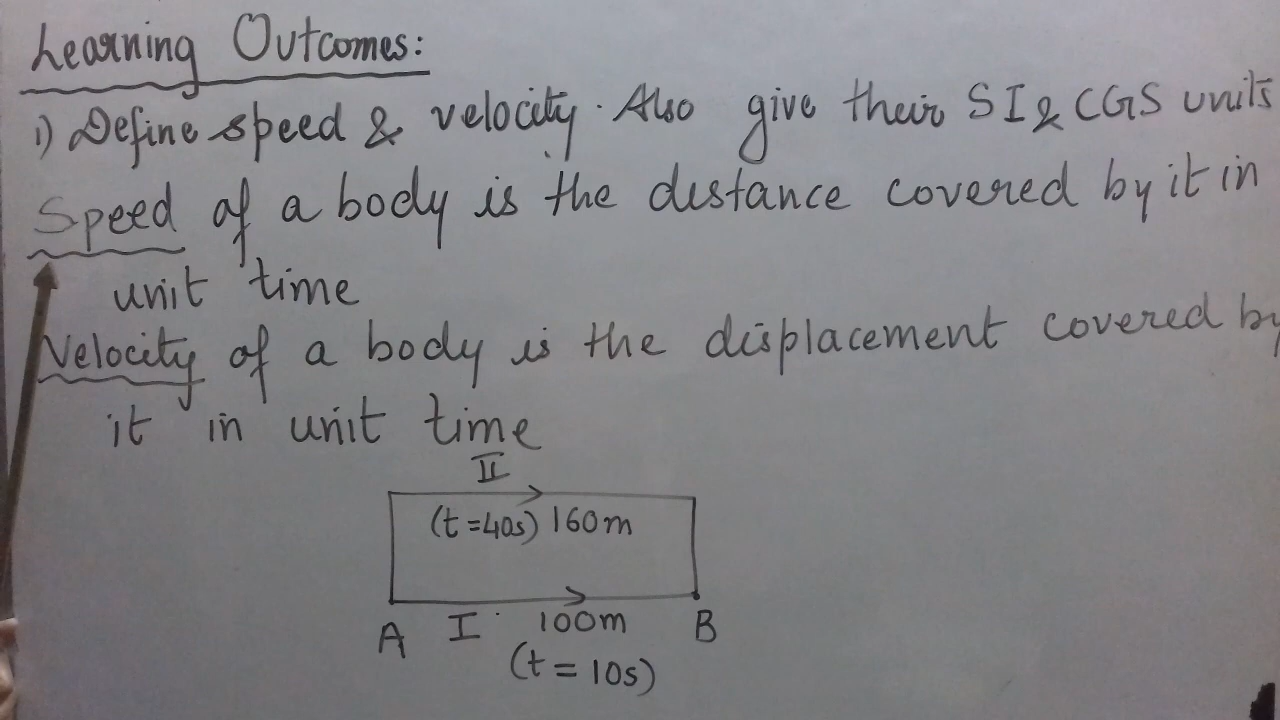 Learning Outcomes:
1) Define speed & velocity. Also give their SI & CGS units
Speed of a body is the distance covered by it in
unit time
Velocity of a body is the displacement covered by
it in unit time
II
(t=40s) 160m
A I 100m B
(t = 10s)